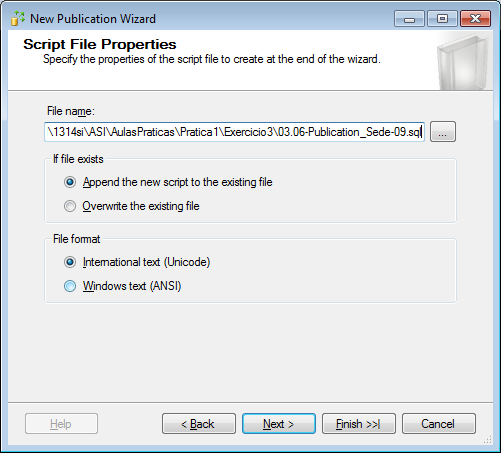 New Publication Wizard
Script File Properties
Specify the properties of the script file to create at the end of the wizard.
File name:
\1314si\ASI\AulasPraticas\Pratica1\Exercicio3\03.06-Publication_Sede-09.sql
...
If file exists
Append the new script to the existing file
Overwrite the existing file
File format
International text (Unicode)
Windows text (ANSI)
Help
< Back
Next >
Finish >>|
Cancel